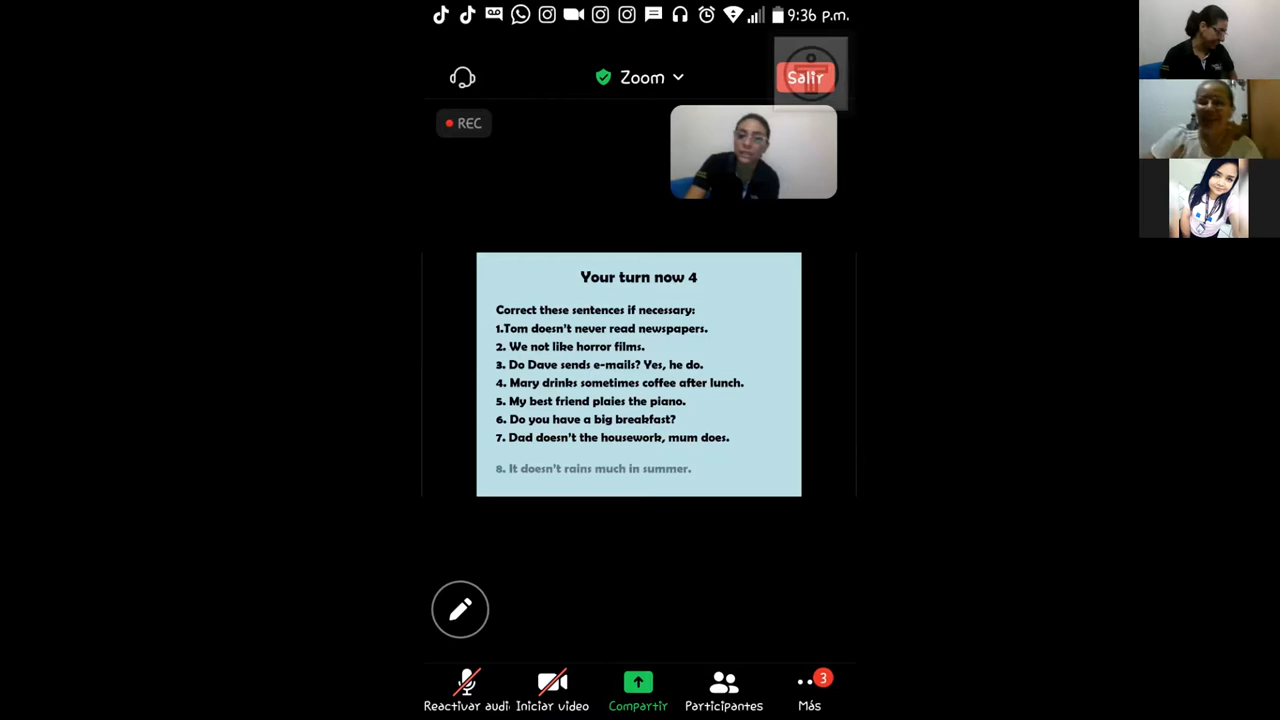 9:36 p.m.
Zoom
Salir
REC
Your turn now 4
Correct these sentences if necessary:
1.Tom doesn't never read newspapers.
2. We not like horror films.
3. Do Dave sends e-mails? Yes, he do.
4. Mary drinks sometimes coffee after lunch.
5. My best friend plaies the piano.
6. Do you have a big breakfast?
7. Dad doesn't the housework, mum does.
8. It doesn't rains much in summer.
3
Reactivar audi
Iniciar video
Compartir
Participantes
Más